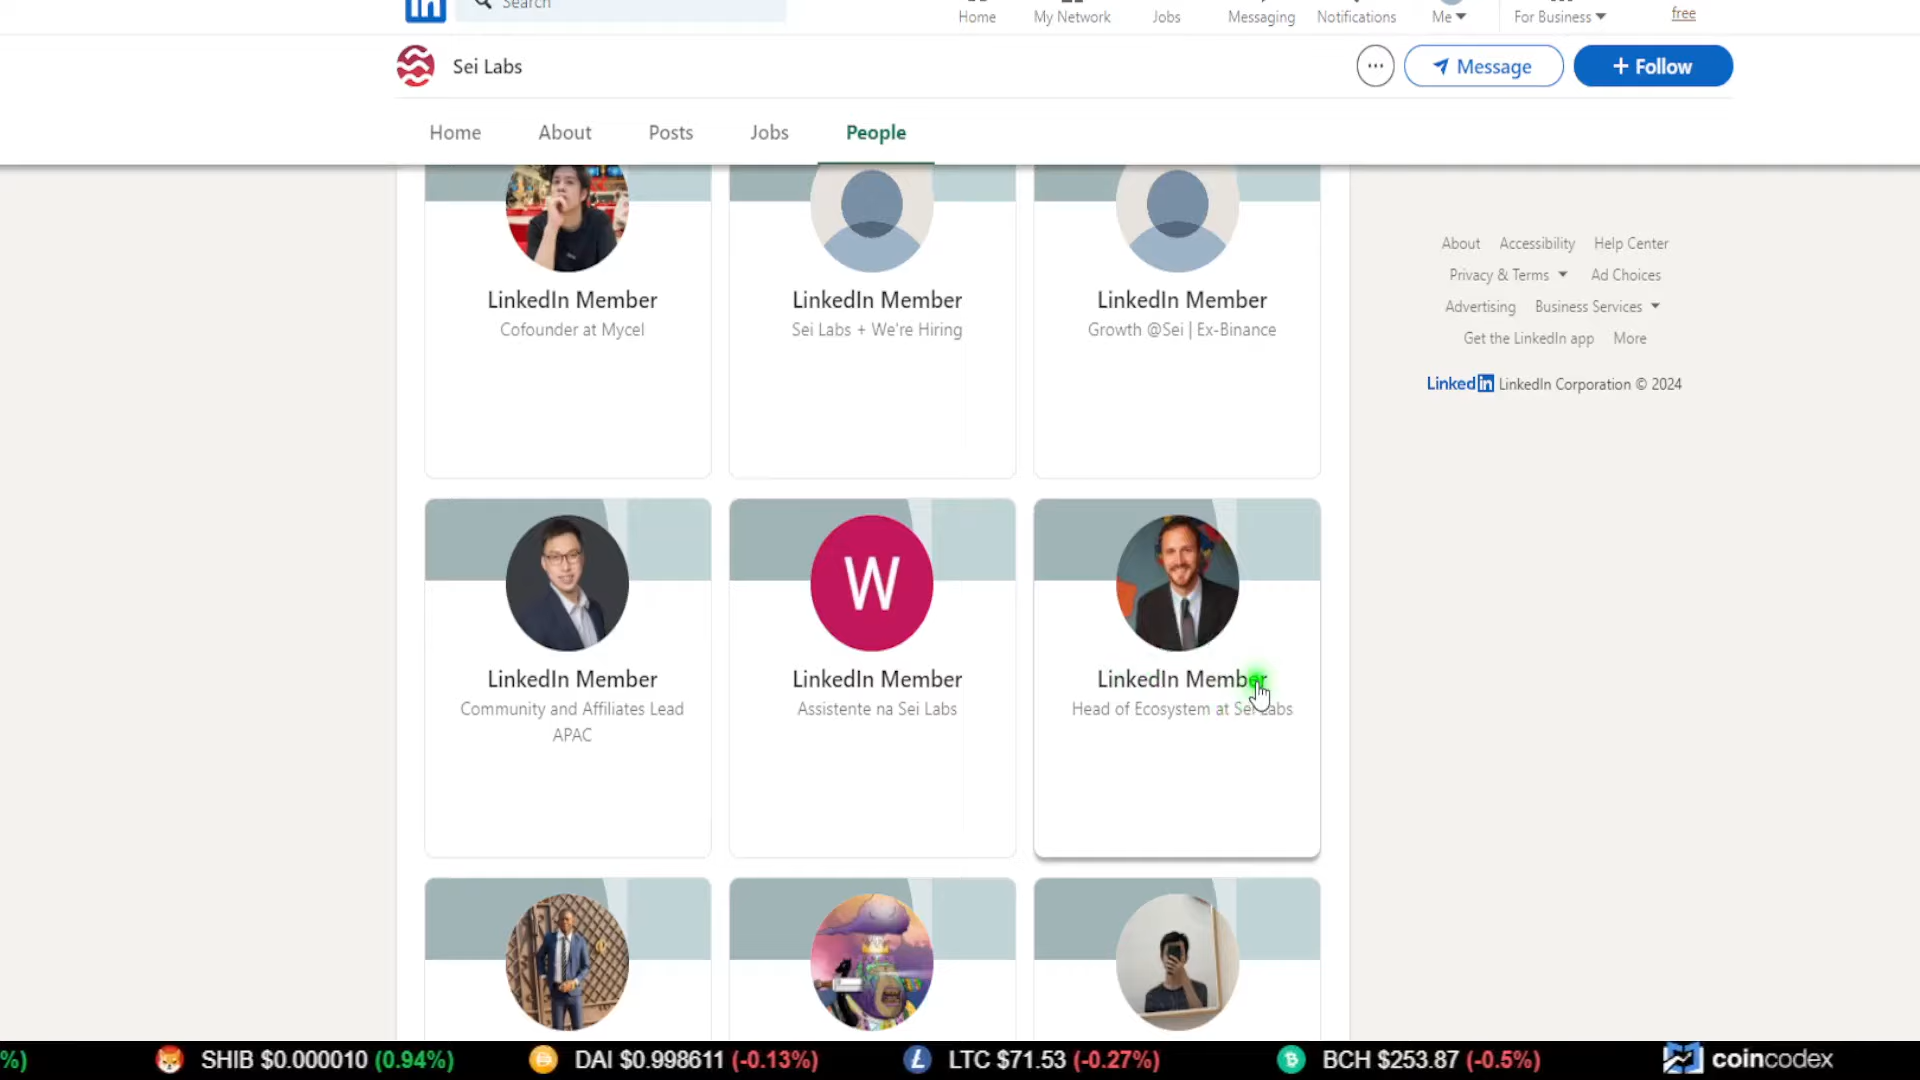 in Search
Home My Network Jobs Messaging Notifications Me For Business free
Sei Labs
Message
+ Follow
Home About Posts Jobs People
LinkedIn Member LinkedIn Member LinkedIn Member
Cofounder at Mycel Sei Labs + We're Hiring Growth @Sei | Ex-Binance
About Accessibility Help Center
Privacy & Terms Ad Choices
Advertising Business Services
Get the LinkedIn app More
Linkedin LinkedIn Corporation © 2024
W
LinkedIn Member LinkedIn Member LinkedIn Member
Community and Affiliates Lead Assistente na Sei Labs Head of Ecosystem at Sei Labs
APAC
%) SHIB $0.000010 (0.94%) DAI $0.998611 (-0.13%) LTC $71.53 (-0.27%) BCH $253.87 (-0.5%) coincodex